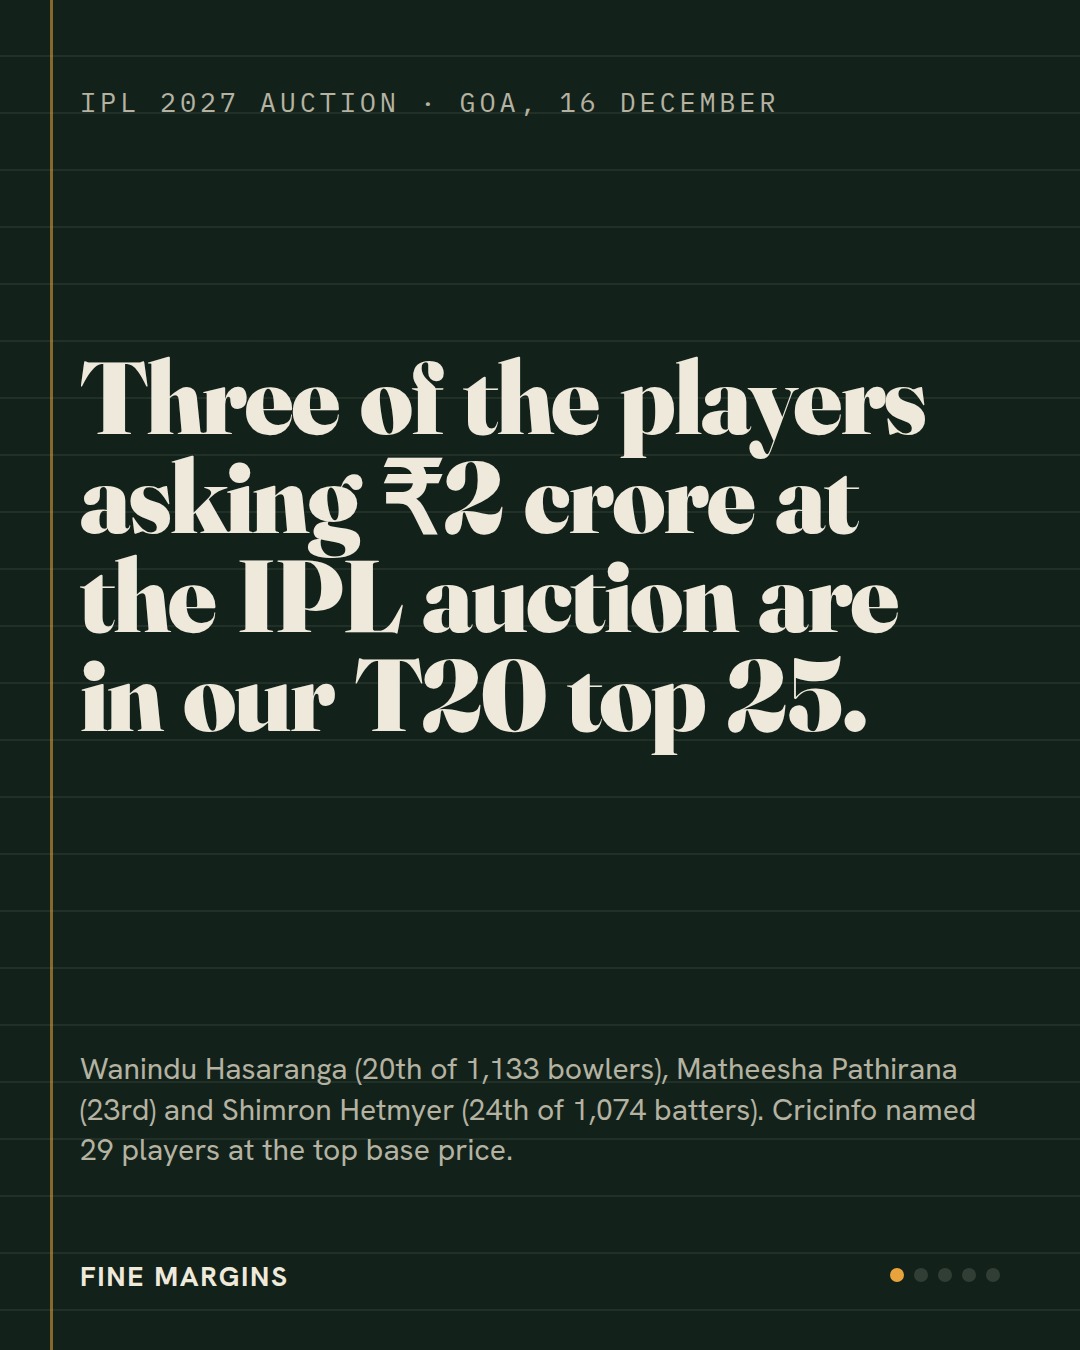 IPL 2027 AUCTION · GOA, 16 DECEMBER
Three of the players
asking ₹2 crore at
the IPL auction are
in our T20 top 25.
Wanindu Hasaranga (20th of 1,133 bowlers), Matheesha Pathirana
(23rd) and Shimron Hetmyer (24th of 1,074 batters). Cricinfo named
29 players at the top base price.
FINE MARGINS